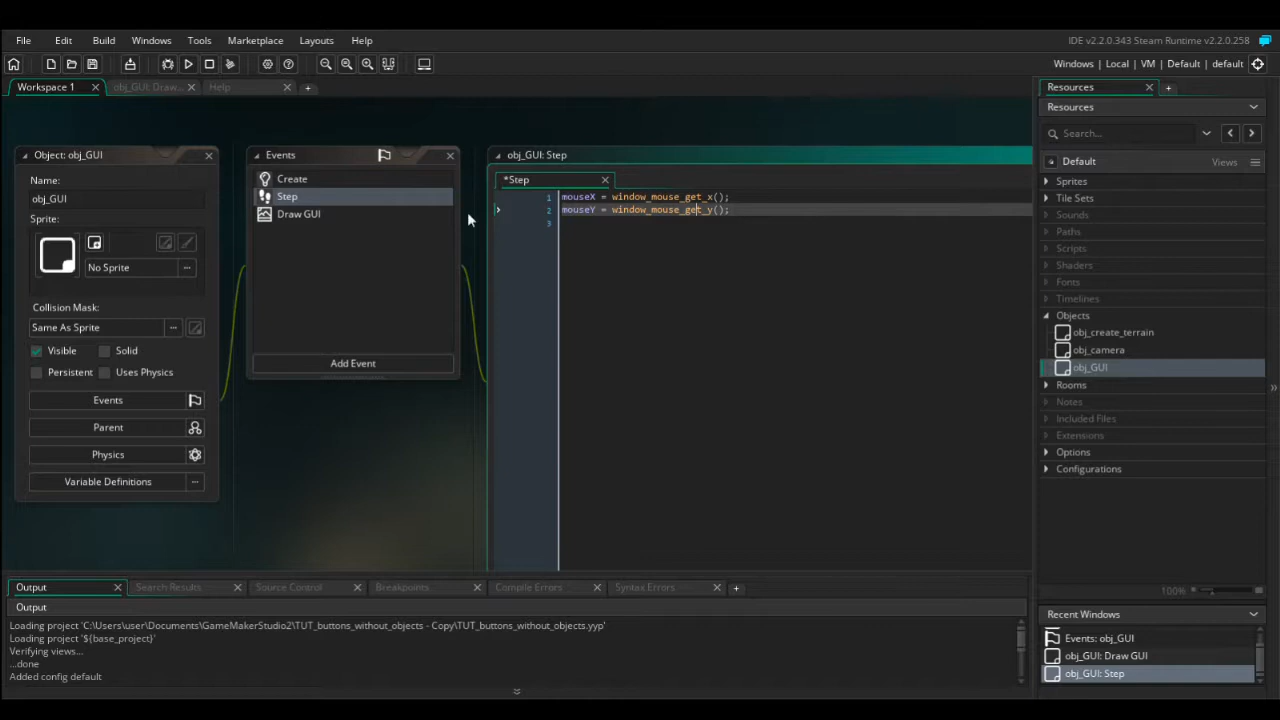 File Edit Build Windows Tools Marketplace Layouts Help
IDE v2.2.0.343 Steam Runtime v2.2.0.258
Windows | Local | VM | Default | default
Workspace 1
obj_GUI: Draw...
Help
Object: obj_GUI
Name:
obj_GUI
Sprite:
No Sprite
Collision Mask:
Same As Sprite
Visible
Solid
Persistent
Uses Physics
Events
Parent
Physics
Variable Definitions
Events
Create
Step
Draw GUI
Add Event
obj_GUI: Step
*Step
1 mouseX = window_mouse_get_x();
2 mouseY = window_mouse_get_y();
3
Resources
Resources
Search...
Default
Views
Sprites
Tile Sets
Sounds
Paths
Scripts
Shaders
Fonts
Timelines
Objects
obj_create_terrain
obj_camera
obj_GUI
Rooms
Notes
Included Files
Extensions
Options
Configurations
100%
Recent Windows
Events: obj_GUI
obj_GUI: Draw GUI
obj_GUI: Step
Output
Search Results
Source Control
Breakpoints
Compile Errors
Syntax Errors
Output
Loading project 'C:\Users\user\Documents\GameMakerStudio2\TUT_buttons_without_objects - Copy\TUT_buttons_without_objects.yyp'
Loading project '${base_project}'
Verifying views...
...done
Added config default